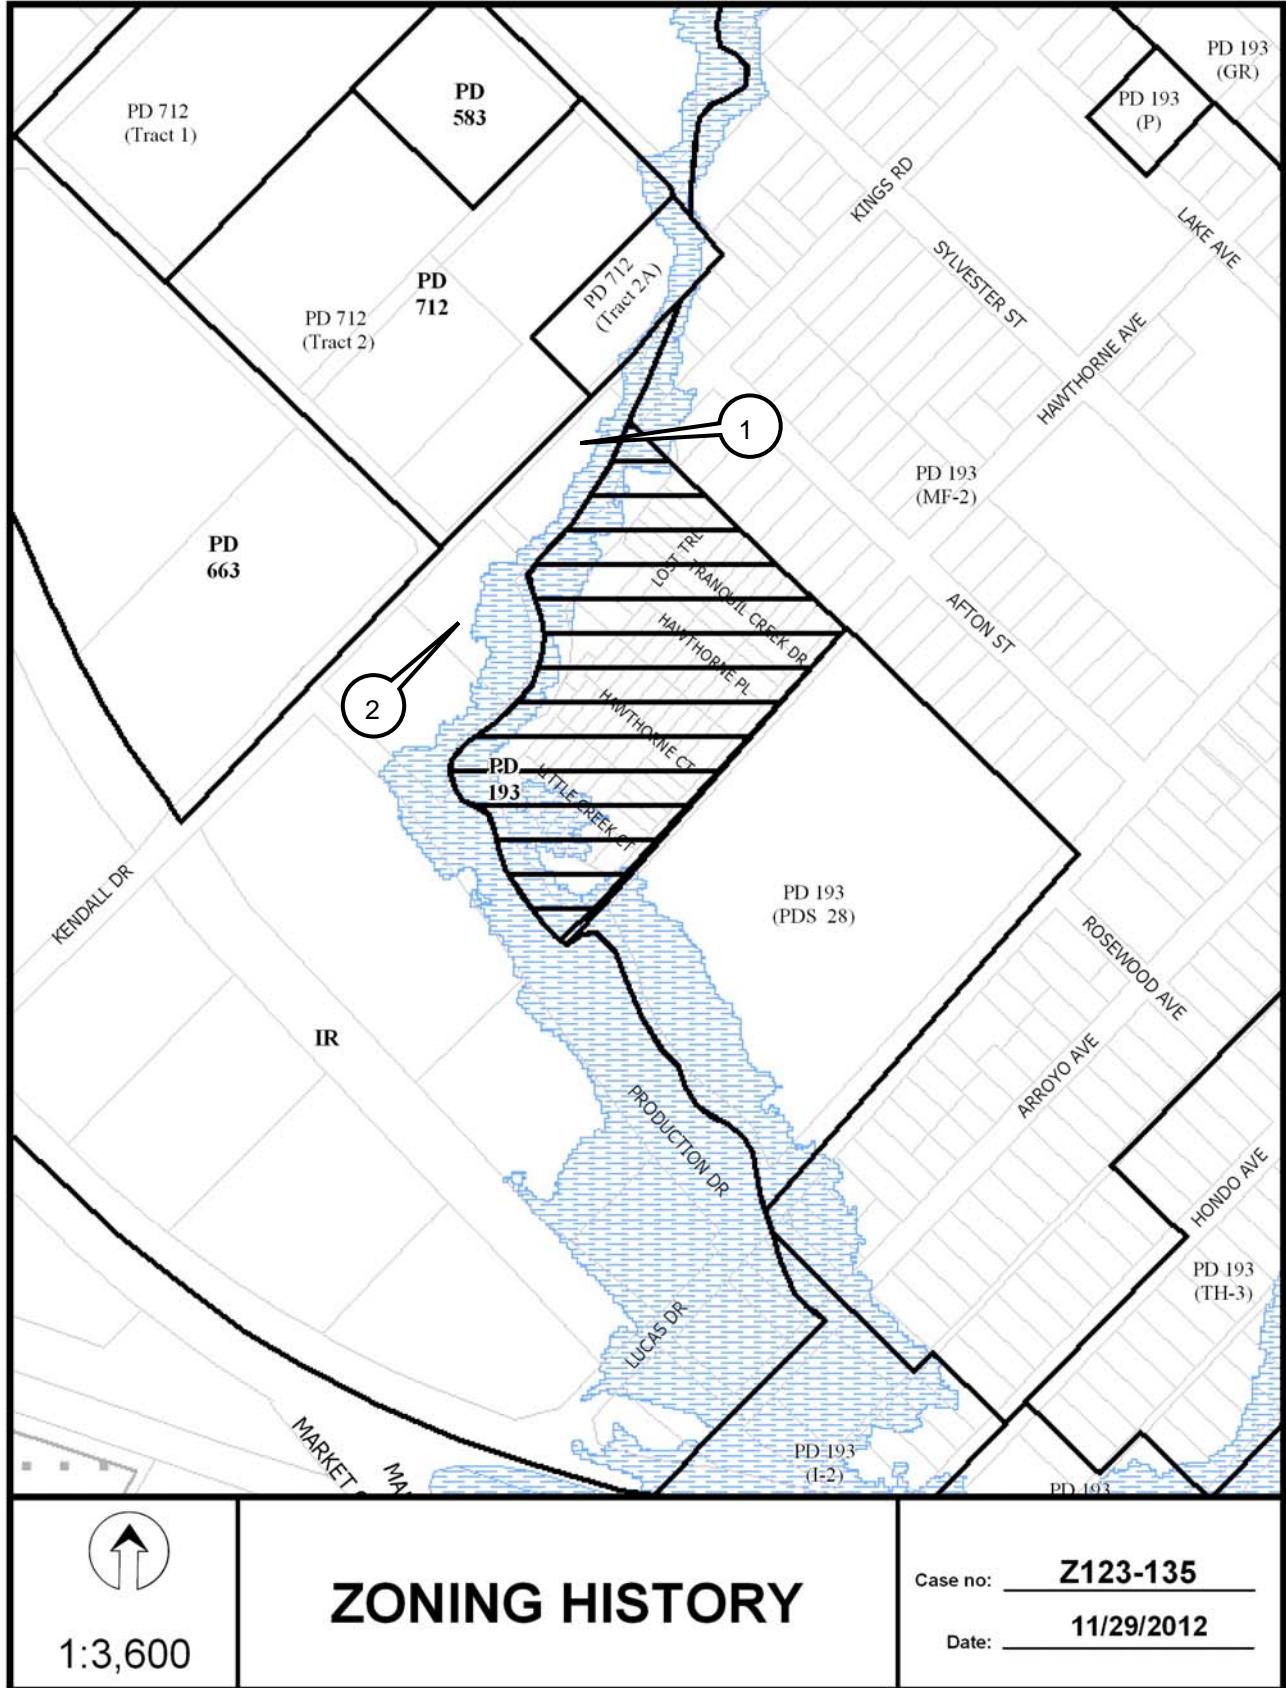 PD 193
(GR)
PD 193
(P)
PD
583
PD 712
(Tract 1)
KINGS RD
LAKE AVE
SYLVESTER ST
PD 712
(Tract 2A)
PD
712
PD 712
(Tract 2)
HAWTHORNE AVE
1
PD 193
(MF-2)
PD
663
LOST TRL
TRANQUIL CREEK DR
HAWTHORNE PL
AFTON ST
2
HAWTHORNE CT
PD
193
LITTLE CREEK CT
KENDALL DR
PD 193
(PDS 28)
ROSEWOOD AVE
IR
ARROYO AVE
PRODUCTION DR
HONDO AVE
PD 193
(TH-3)
LUCAS DR
MARKET
PD 193
(I-2)
PD 193
1:3,600
ZONING HISTORY
Case no: Z123-135
Date: 11/29/2012